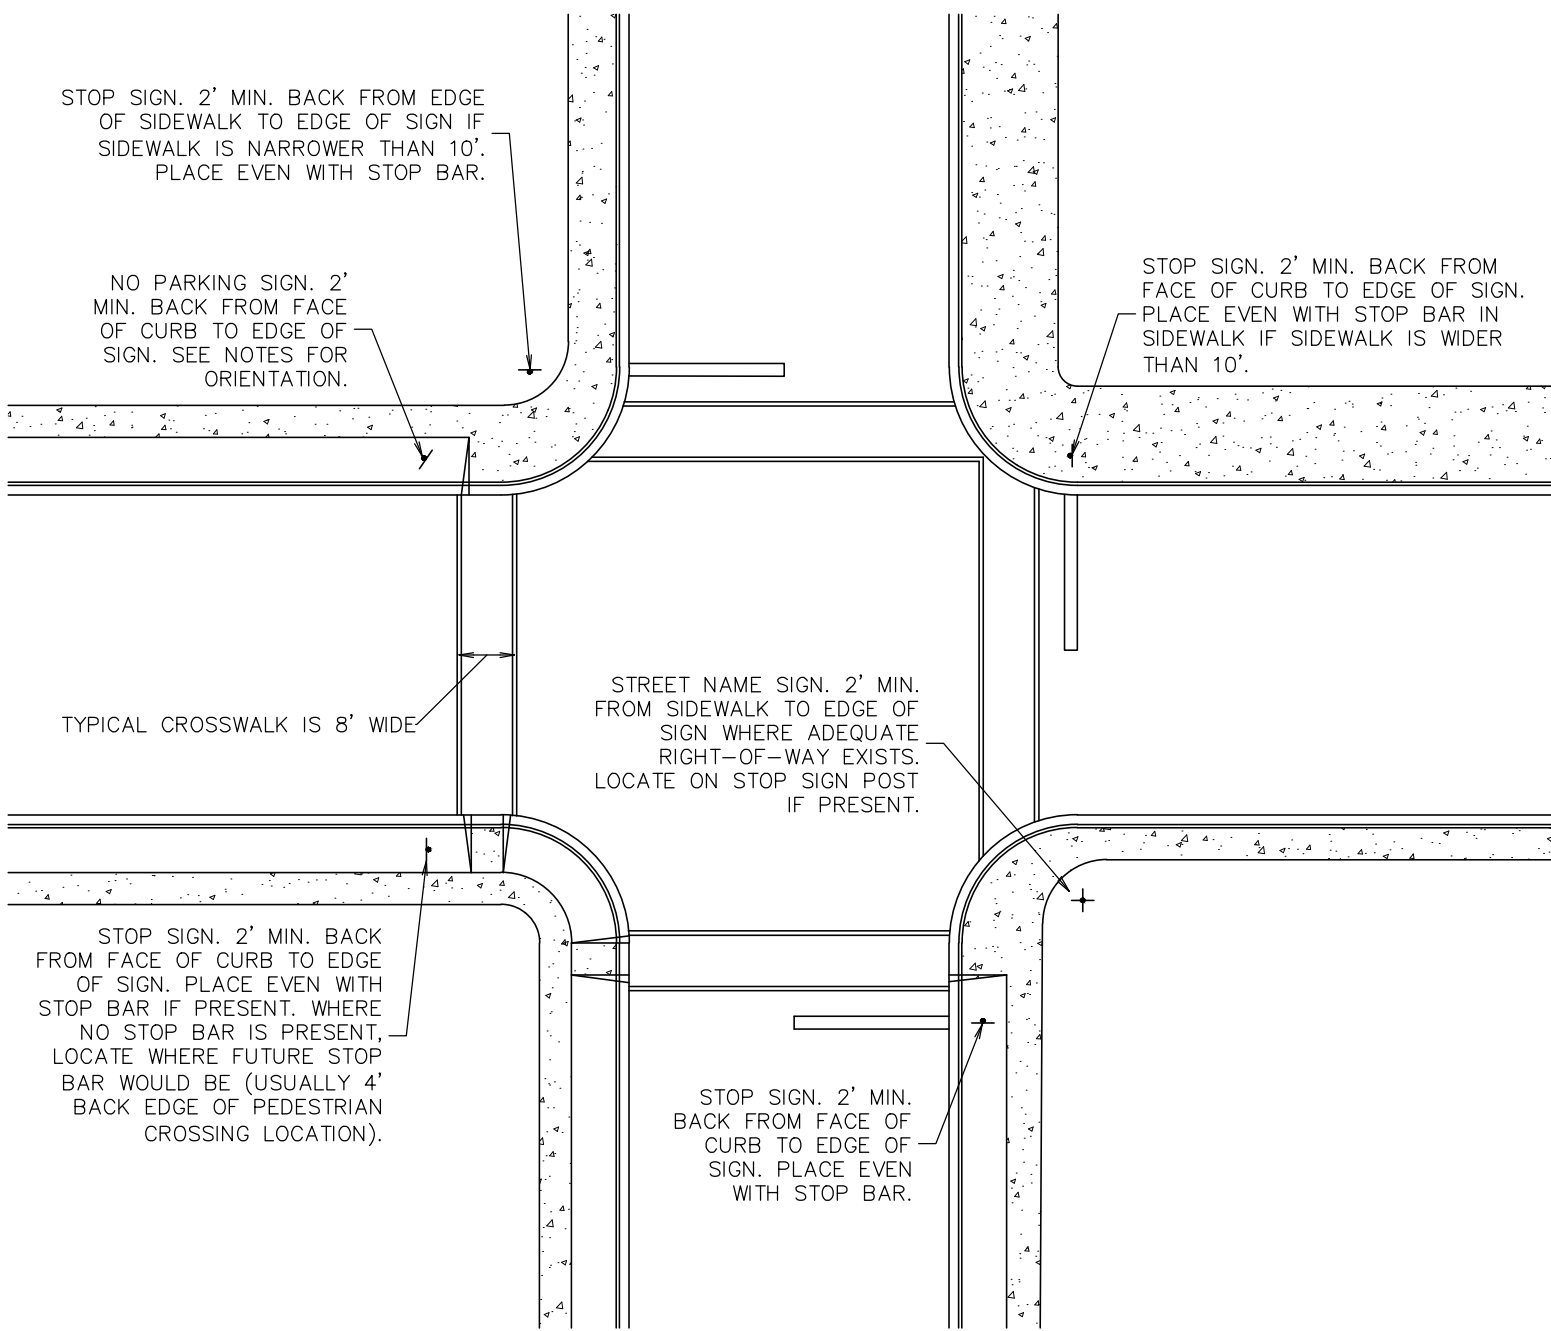 STOP SIGN. 2' MIN. BACK FROM EDGE
OF SIDEWALK TO EDGE OF SIGN IF
SIDEWALK IS NARROWER THAN 10'.
PLACE EVEN WITH STOP BAR.
NO PARKING SIGN. 2'
MIN. BACK FROM FACE
OF CURB TO EDGE OF
SIGN. SEE NOTES FOR
ORIENTATION.
STOP SIGN. 2' MIN. BACK FROM
FACE OF CURB TO EDGE OF SIGN.
PLACE EVEN WITH STOP BAR IN
SIDEWALK IF SIDEWALK IS WIDER
THAN 10'.
TYPICAL CROSSWALK IS 8' WIDE
STREET NAME SIGN. 2' MIN.
FROM SIDEWALK TO EDGE OF
SIGN WHERE ADEQUATE
RIGHT-OF-WAY EXISTS.
LOCATE ON STOP SIGN POST
IF PRESENT.
STOP SIGN. 2' MIN. BACK
FROM FACE OF CURB TO EDGE
OF SIGN. PLACE EVEN WITH
STOP BAR IF PRESENT. WHERE
NO STOP BAR IS PRESENT,
LOCATE WHERE FUTURE STOP
BAR WOULD BE (USUALLY 4'
BACK EDGE OF PEDESTRIAN
CROSSING LOCATION).
STOP SIGN. 2' MIN.
BACK FROM FACE OF
CURB TO EDGE OF
SIGN. PLACE EVEN
WITH STOP BAR.